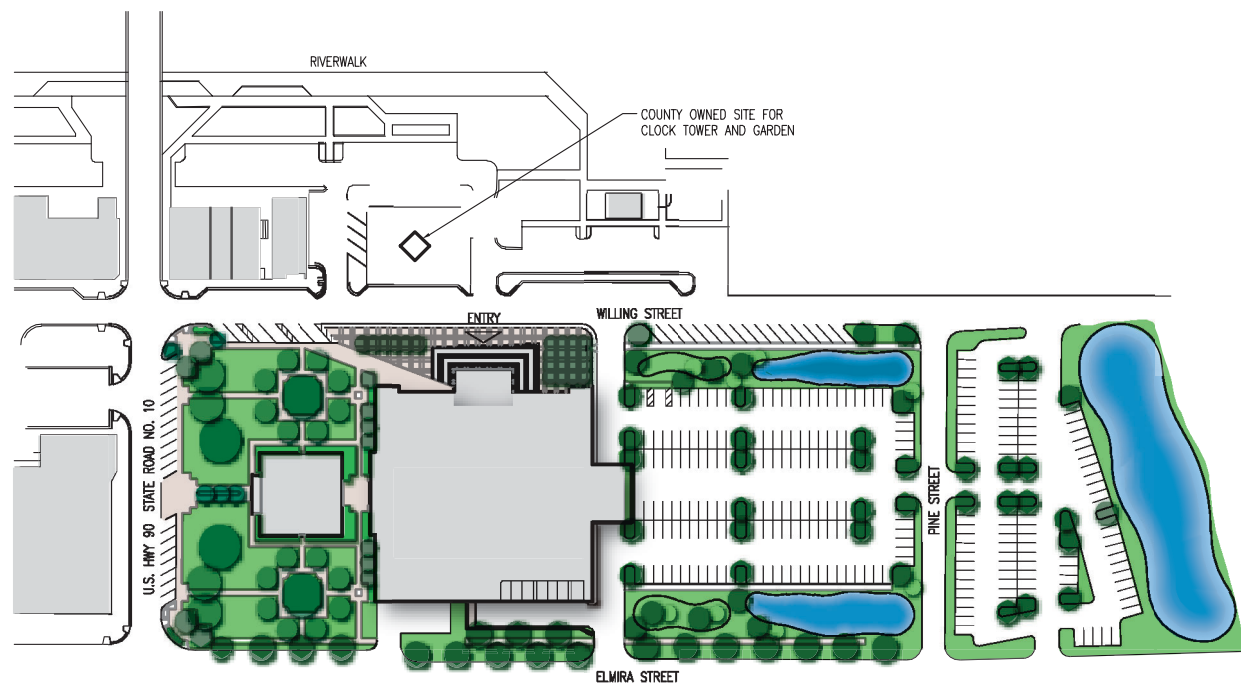 RIVERWALK
COUNTY OWNED SITE FOR
CLOCK TOWER AND GARDEN
WILLING STREET
ENTRY
U.S. HWY 90 STATE ROAD NO. 10
PINE STREET
ELMIRA STREET